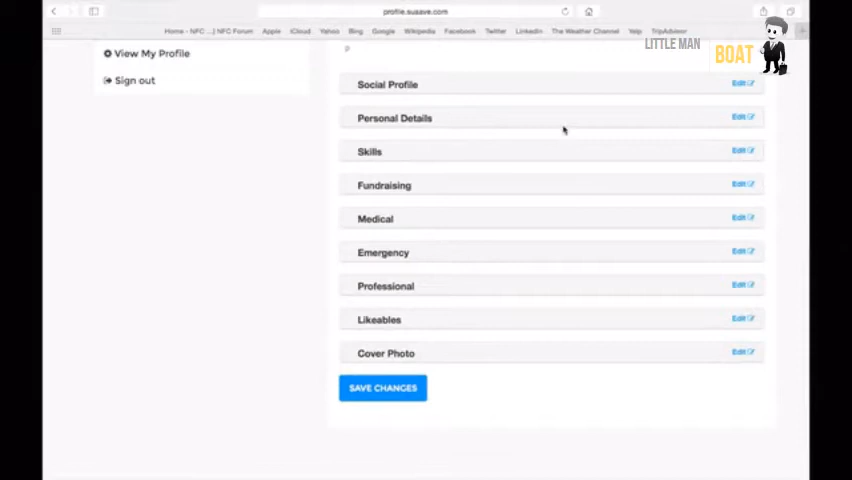 profile.susave.com
Home - NFC ...) NFC Forum Apple iCloud Yahoo Bing Google Wikipedia Facebook Twitter LinkedIn The Weather Channel Yelp TripAdvisor
LITTLE MAN
BOAT
View My Profile
Sign out
p
Social Profile Edit
Personal Details Edit
Skills Edit
Fundraising Edit
Medical Edit
Emergency Edit
Professional Edit
Likeables Edit
Cover Photo Edit
SAVE CHANGES